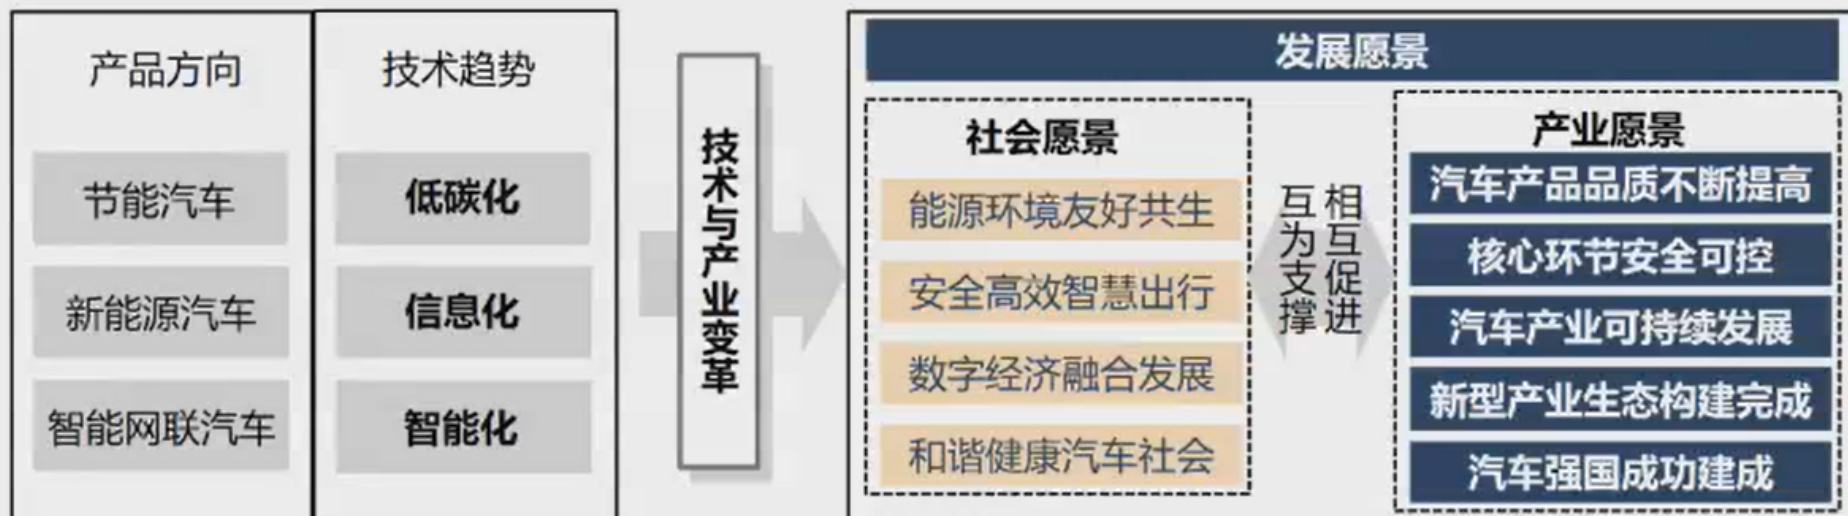 产品方向
节能汽车
新能源汽车
智能网联汽车
技术趋势
低碳化
信息化
智能化
技术与产业变革
发展愿景
社会愿景
能源环境友好共生
安全高效智慧出行
数字经济融合发展
和谐健康汽车社会
相互促进
互为支撑
产业愿景
汽车产品品质不断提高
核心环节安全可控
汽车产业可持续发展
新型产业生态构建完成
汽车强国成功建成